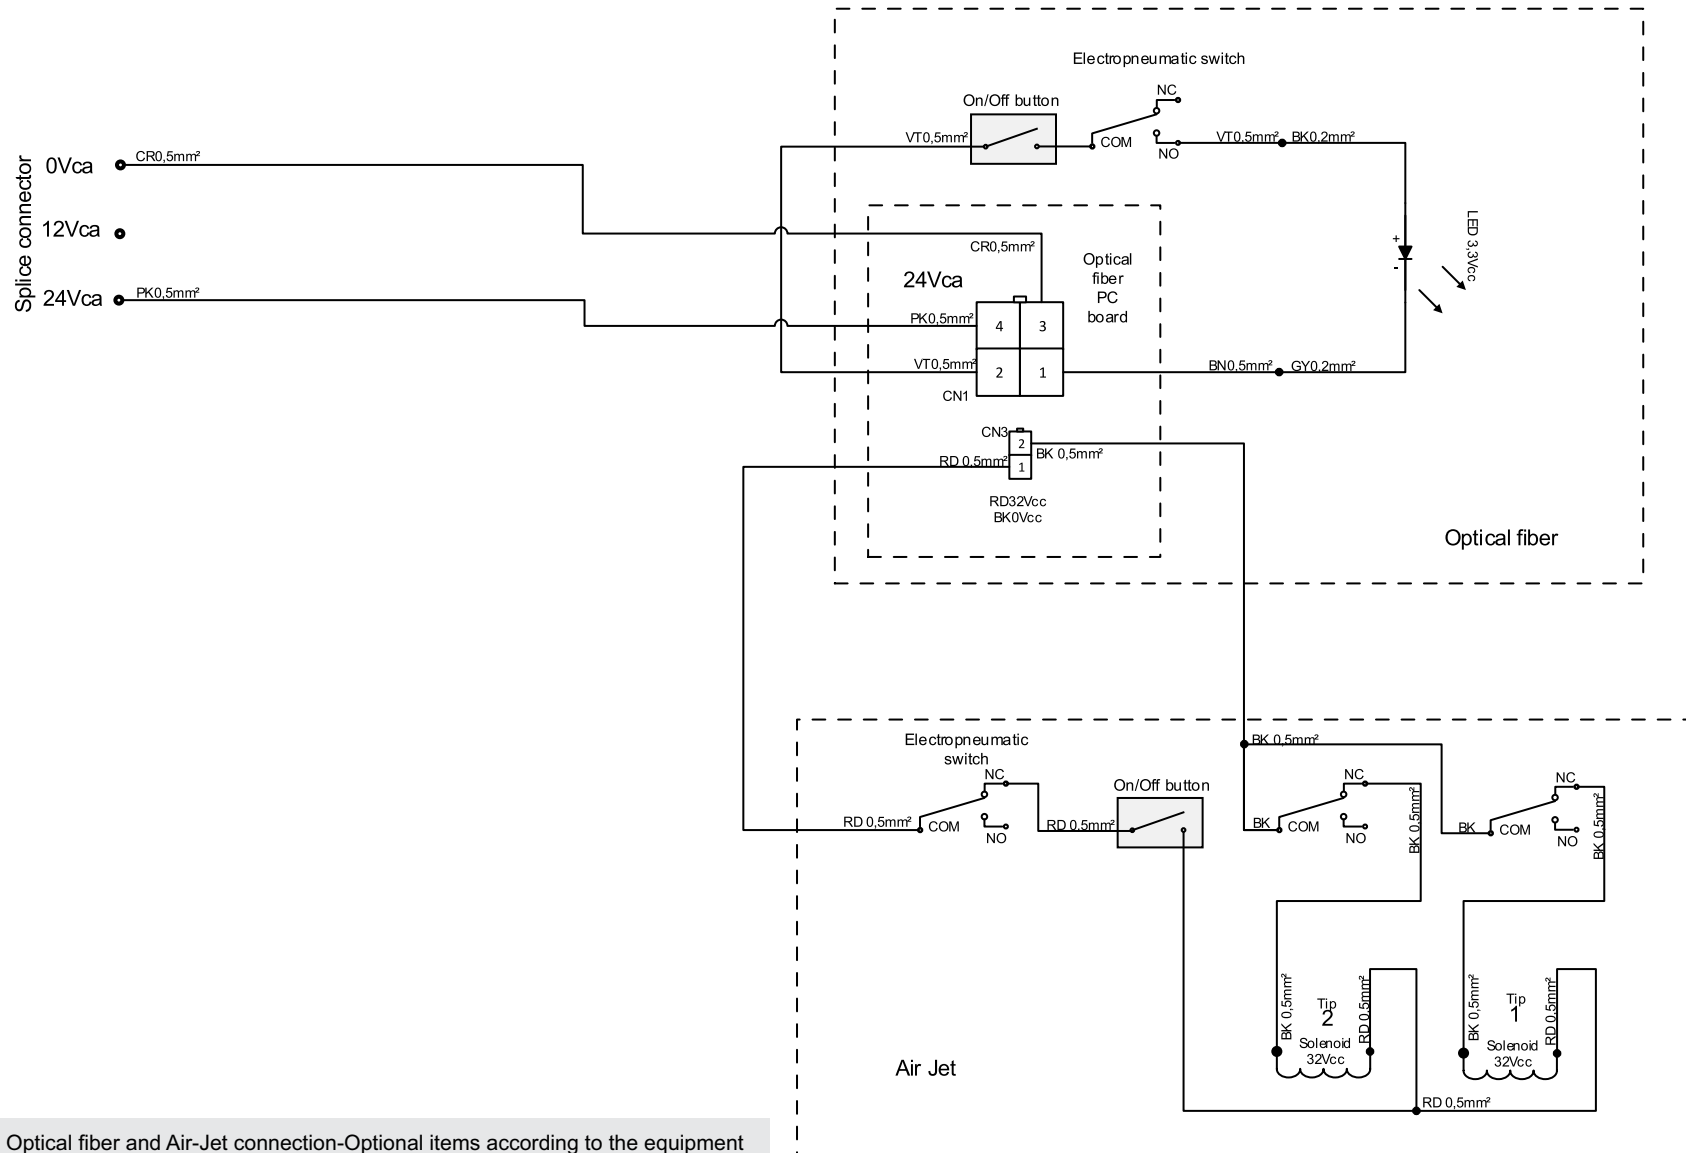 Electropneumatic switch
On/Off button
NC
VT0,5mm²
COM
NO
VT0,5mm²
BK0,2mm²
Splice connector
0Vca
CR0,5mm²
12Vca
24Vca
PK0,5mm²
CR0,5mm²
24Vca
Optical
fiber
PC
board
+
-
LED 3,3Vcc
PK0,5mm²
4
3
VT0,5mm²
2
1
CN1
BN0,5mm²
GY0,2mm²
CN3
2
BK 0,5mm²
RD 0,5mm²
1
RD32Vcc
BK0Vcc
Optical fiber
Electropneumatic
switch
NC
RD 0,5mm²
COM
NO
On/Off button
RD 0,5mm²
BK 0,5mm²
NC
BK
COM
NO
BK 0,5mm²
NC
BK
COM
NO
BK 0,5mm²
BK 0,5mm²
Tip
2
Solenoid
32Vcc
RD 0,5mm²
BK 0,5mm²
Tip
1
Solenoid
32Vcc
RD 0,5mm²
Air Jet
RD 0,5mm²
Optical fiber and Air-Jet connection-Optional items according to the equipment